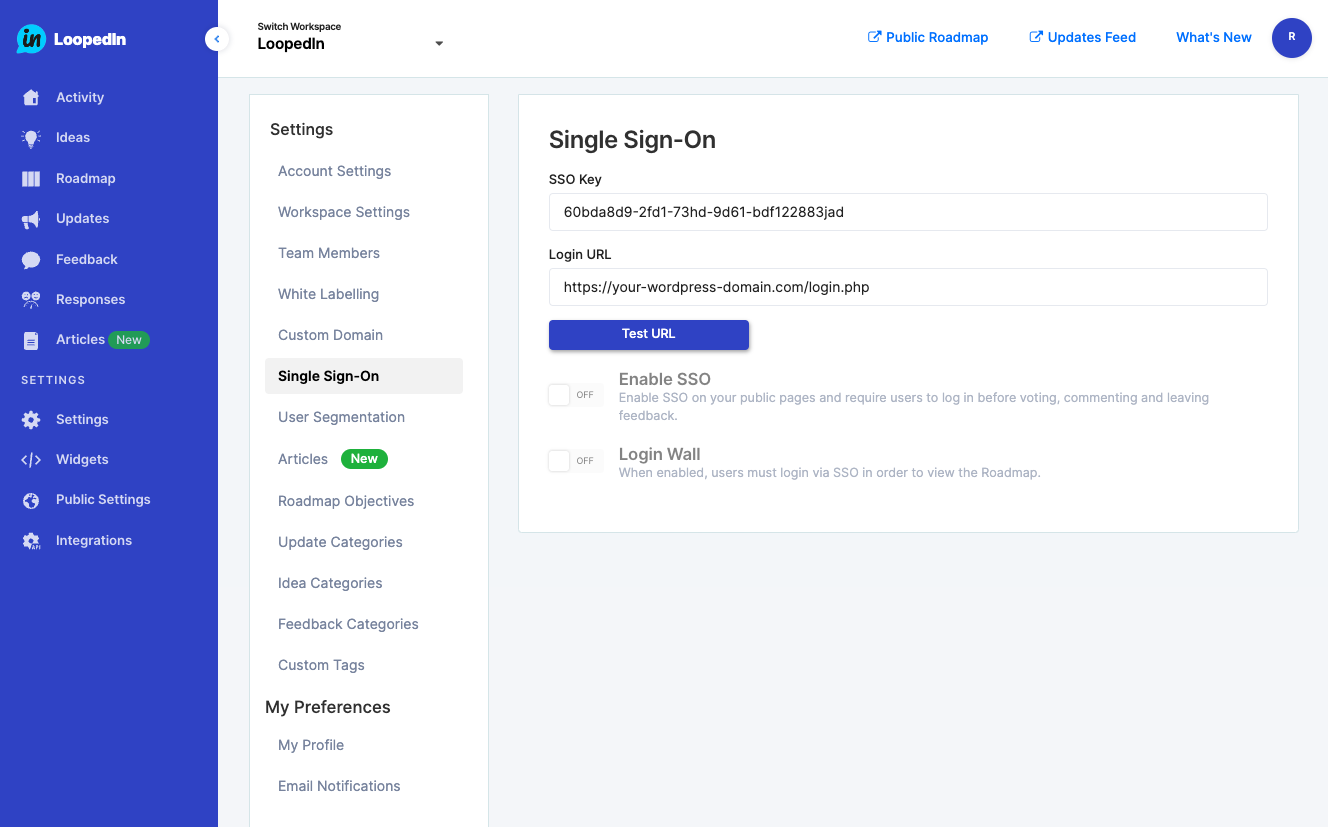 in LoopedIn
Activity
Ideas
Roadmap
Updates
Feedback
Responses
Articles New
SETTINGS
Settings
Widgets
Public Settings
Integrations
API
Switch Workspace
LoopedIn
Public Roadmap
Updates Feed
What's New
R
Settings
Account Settings
Workspace Settings
Team Members
White Labelling
Custom Domain
Single Sign-On
User Segmentation
Articles New
Roadmap Objectives
Update Categories
Idea Categories
Feedback Categories
Custom Tags
My Preferences
My Profile
Email Notifications
Single Sign-On
SSO Key
60bda8d9-2fd1-73hd-9d61-bdf122883jad
Login URL
https://your-wordpress-domain.com/login.php
Test URL
OFF
Enable SSO
Enable SSO on your public pages and require users to log in before voting, commenting and leaving
feedback.
OFF
Login Wall
When enabled, users must login via SSO in order to view the Roadmap.